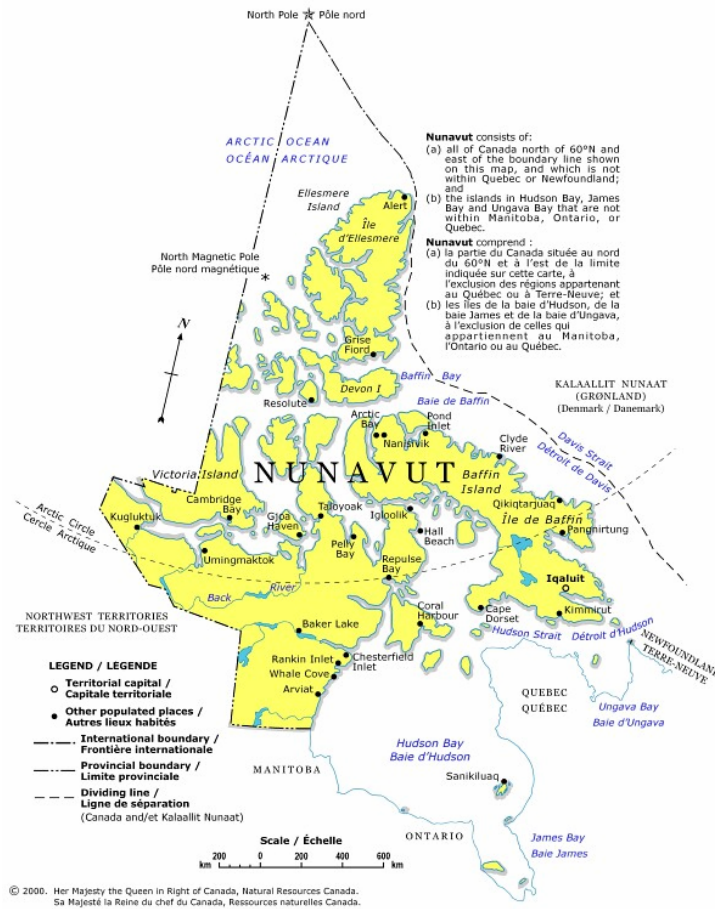 North Pole Pôle nord
ARCTIC OCEAN
OCÉAN ARCTIQUE
Nunavut consists of:
(a) all of Canada north of 60°N and
east of the boundary line shown
on this map, and which is not
within Quebec or Newfoundland;
and
(b) the islands in Hudson Bay, James
Bay and Ungava Bay that are not
within Manitoba, Ontario, or
Quebec.
Nunavut comprend :
(a) la partie du Canada située au nord
du 60°N et à l'est de la limite
indiquée sur cette carte, à
l'exclusion des régions appartenant
au Québec ou à Terre-Neuve; et
(b) les îles de la baie d'Hudson, de la
baie James et de la baie d'Ungava,
à l'exclusion de celles qui
appartiennent au Manitoba,
l'Ontario ou au Québec.
Ellesmere
Island
Alert
Île
d'Ellesmere
North Magnetic Pole
Pôle nord magnétique
N
Grise
Fiord
Devon I
Resolute
Baffin Bay
Baie de Baffin
KALAALLIT NUNAAT
(GRØNLAND)
(Denmark / Danemark)
Arctic
Bay
Nanisivik
Pond
Inlet
Clyde
River
Davis Strait
Détroit de Davis
Victoria Island
NUNAVUT
Baffin
Island
Île de Baffin
Arctic Circle
Cercle Arctique
Kugluktuk
Cambridge
Bay
Gjoa
Haven
Taloyoak
Igloolik
Qikiqtarjuaq
Pangnirtung
Umingmaktok
Pelly
Bay
Hall
Beach
Repulse
Bay
Iqaluit
Back River
NORTHWEST TERRITORIES
TERRITOIRES DU NORD-OUEST
Baker Lake
Coral
Harbour
Cape
Dorset
Kimmirut
Hudson Strait Détroit d'Hudson
NEWFOUNDLAND
TERRE-NEUVE
Rankin Inlet
Chesterfield
Inlet
Whale Cove
Arviat
QUEBEC
QUÉBEC
Ungava Bay
Baie d'Ungava
LEGEND / LEGENDE
Territorial capital /
Capitale territoriale
Other populated places /
Autres lieux habités
International boundary /
Frontière internationale
Provincial boundary /
Limite provinciale
Dividing line /
Ligne de séparation
(Canada and/et Kalaallit Nunaat)
Hudson Bay
Baie d'Hudson
MANITOBA
Sanikiluaq
ONTARIO
James Bay
Baie James
Scale / Échelle
200 0 200 400 600
km km
© 2000. Her Majesty the Queen in Right of Canada, Natural Resources Canada.
Sa Majesté la Reine du chef du Canada, Ressources naturelles Canada.